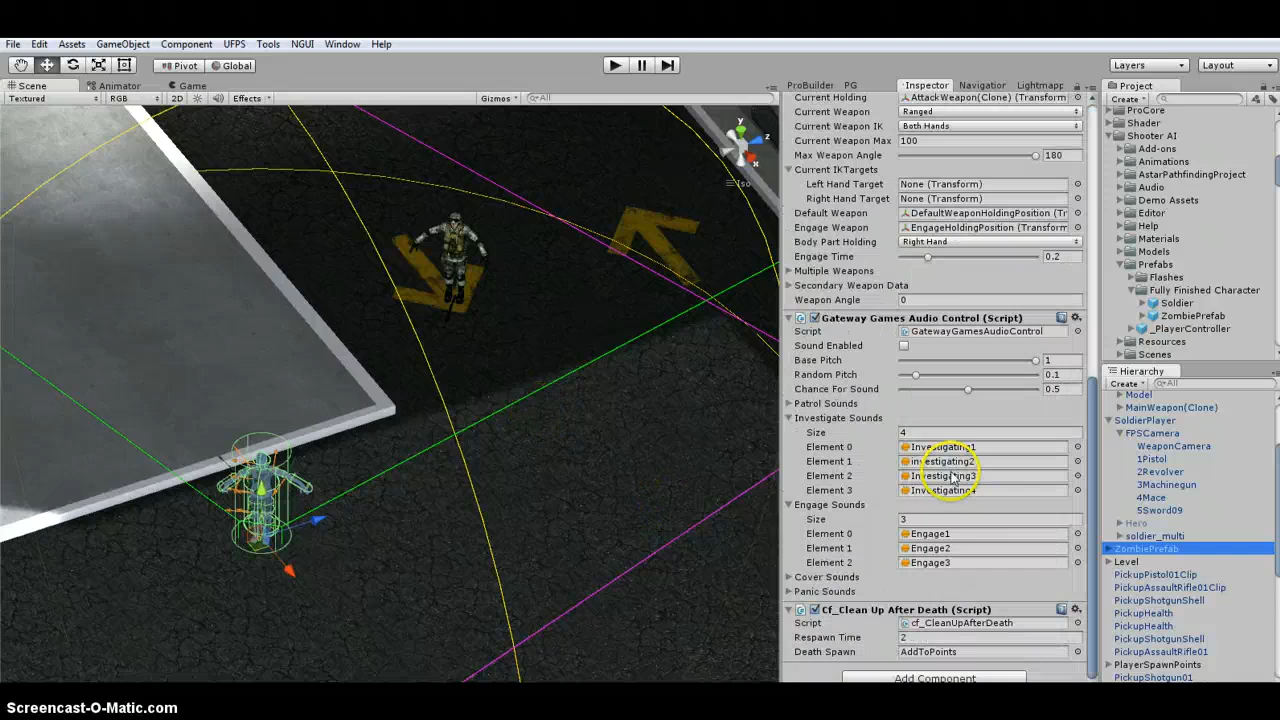 File Edit Assets GameObject Component UFPS Tools NGUI Window Help
Pivot Global Layers Layout
Scene Animator Game
Textured RGB 2D Effects Gizmos All
y z x Iso
ProBuilder PG Inspector Navigator Lightmap
Current Holding AttackWeapon(Clone) (Transform
Current Weapon Ranged
Current Weapon IK Both Hands
Current Weapon Max 100
Max Weapon Angle 180
Current IKTargets
Left Hand Target None (Transform)
Right Hand Target None (Transform)
Default Weapon DefaultWeaponHoldingPosition (Tr
Engage Weapon EngageHoldingPosition (Transform
Body Part Holding Right Hand
Engage Time 0.2
Multiple Weapons
Secondary Weapon Data
Weapon Angle 0
Gateway Games Audio Control (Script)
Script GatewayGamesAudioControl
Sound Enabled
Base Pitch 1
Random Pitch 0.1
Chance For Sound 0.5
Patrol Sounds
Investigate Sounds
Size 4
Element 0 Investigating1
Element 1 investigating2
Element 2 Investigating3
Element 3 Investigating4
Engage Sounds
Size 3
Element 0 Engage1
Element 1 Engage2
Element 2 Engage3
Cover Sounds
Panic Sounds
Cf_Clean Up After Death (Script)
Script cf_CleanUpAfterDeath
Respawn Time 2
Death Spawn AddToPoints
Add Component
Project
Create
ProCore
Shader
Shooter AI
Add-ons
Animations
AstarPathfindingProject
Audio
Demo Assets
Editor
Help
Materials
Models
Prefabs
Flashes
Fully Finished Character
Soldier
ZombiePrefab
_PlayerController
Resources
Scenes
Hierarchy
Create All
Model
MainWeapon(Clone)
SoldierPlayer
FPSCamera
WeaponCamera
1Pistol
2Revolver
3Machinegun
4Mace
5Sword09
Hero
soldier_multi
ZombiePrefab
Level
PickupPistol01Clip
PickupAssaultRifle01Clip
PickupShotgunShell
PickupHealth
PickupHealth
PickupShotgunShell
PickupAssaultRifle01
PlayerSpawnPoints
PickupShotgun01
Screencast-O-Matic.com